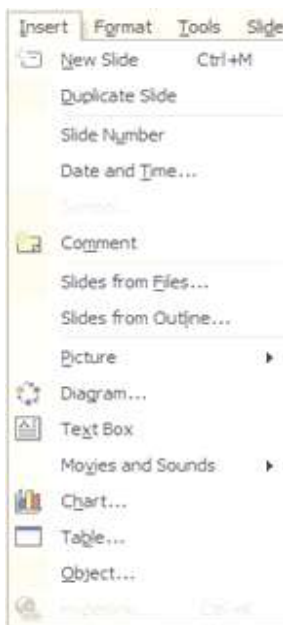 Insert Format Tools Slide
New Slide Ctrl+M
Duplicate Slide
Slide Number
Date and Time...
Comment
Slides from Files...
Slides from Outline...
Picture
Diagram...
Text Box
Movies and Sounds
Chart...
Table...
Object...